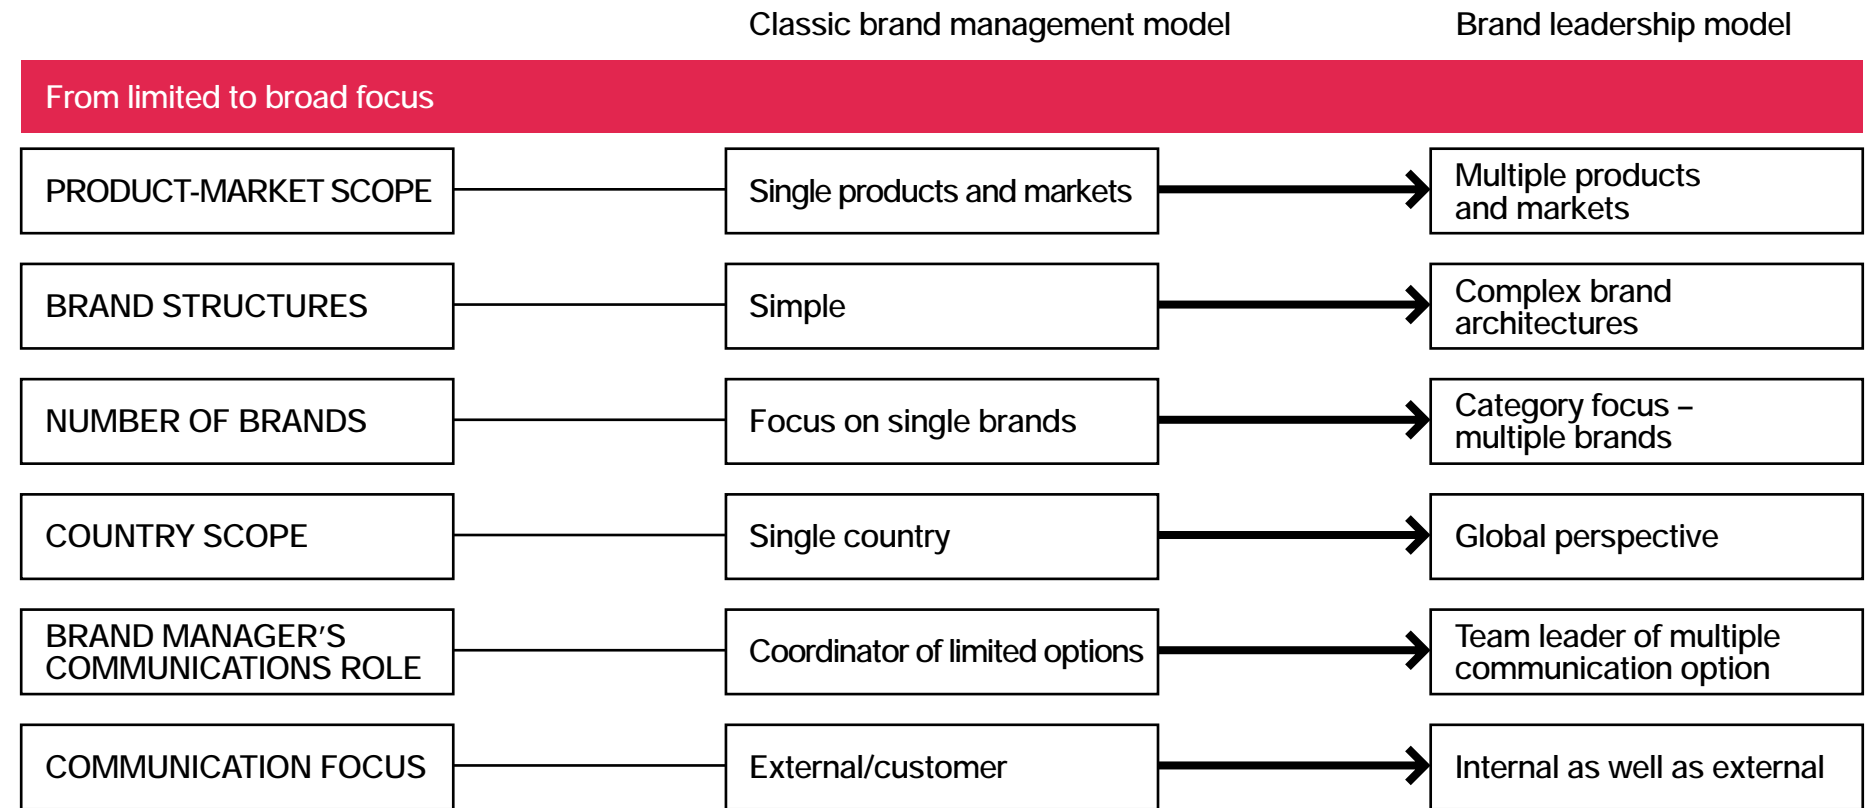 Classic brand management model
Brand leadership model
From limited to broad focus
PRODUCT-MARKET SCOPE
Single products and markets
Multiple products
and markets
BRAND STRUCTURES
Simple
Complex brand
architectures
NUMBER OF BRANDS
Focus on single brands
Category focus –
multiple brands
COUNTRY SCOPE
Single country
Global perspective
BRAND MANAGER’S
COMMUNICATIONS ROLE
Coordinator of limited options
Team leader of multiple
communication option
COMMUNICATION FOCUS
External/customer
Internal as well as external